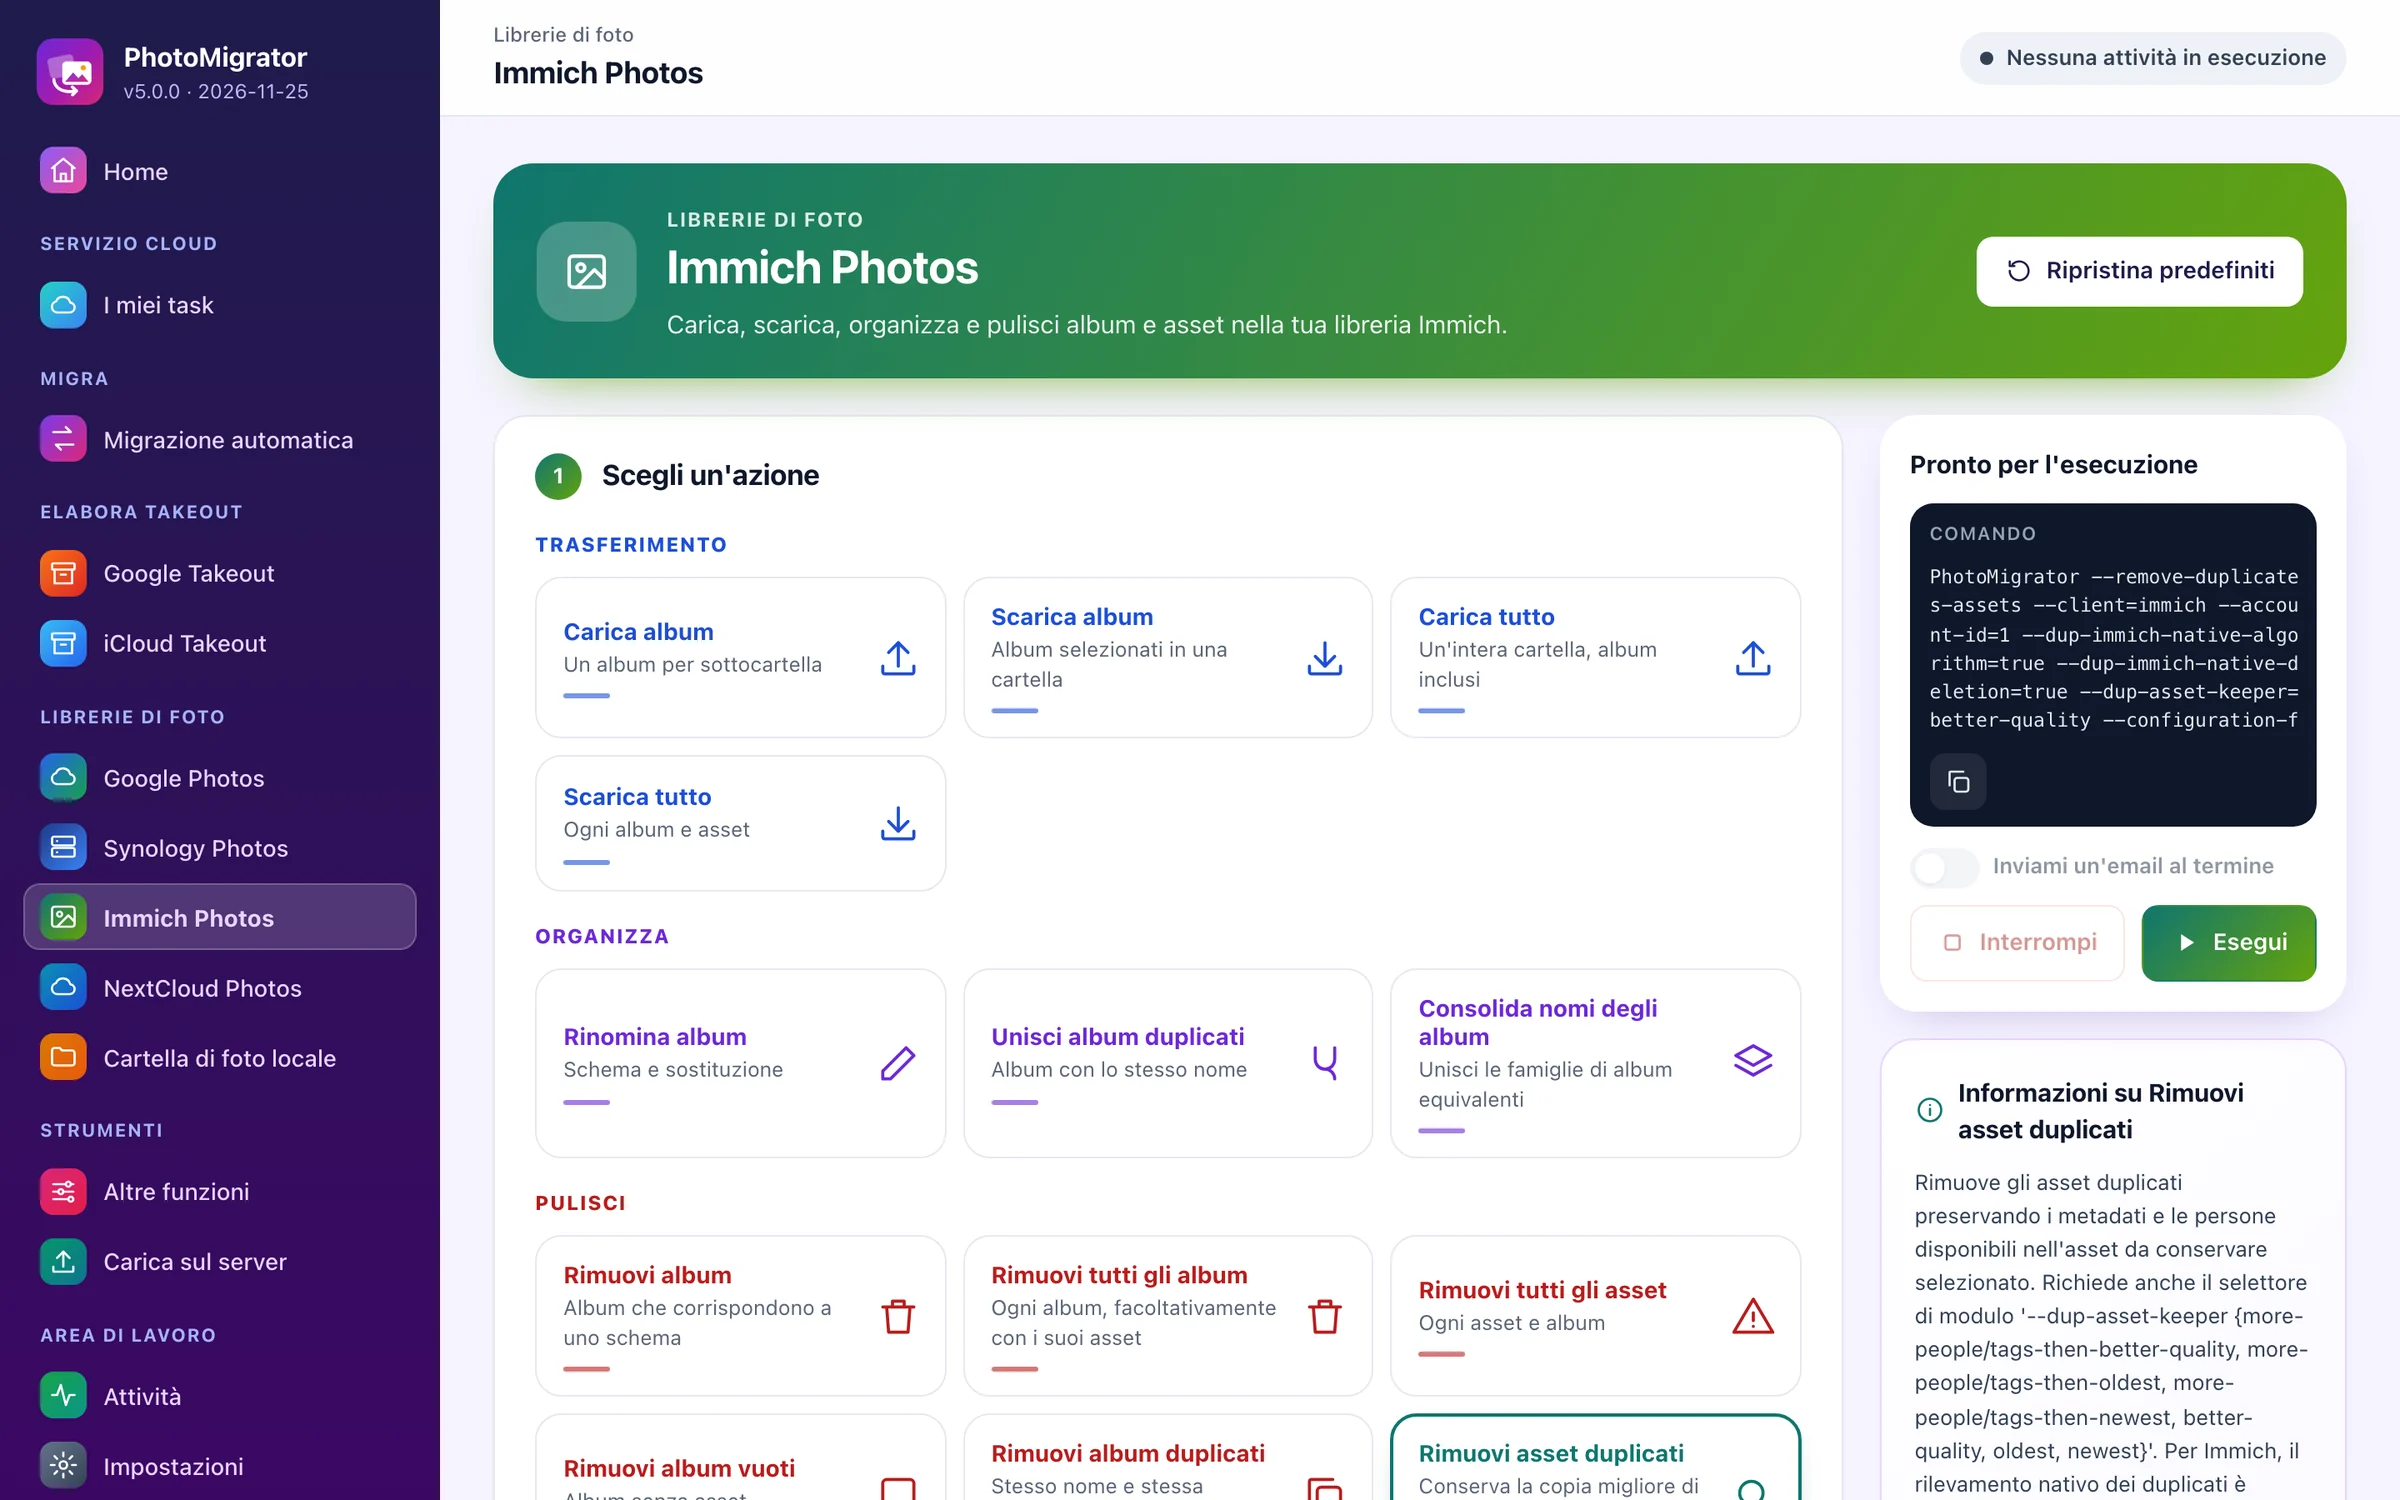 PhotoMigrator
v5.0.0 · 2026-11-25
Home
SERVIZIO CLOUD
I miei task
MIGRA
Migrazione automatica
ELABORA TAKEOUT
Google Takeout
iCloud Takeout
LIBRERIE DI FOTO
Google Photos
Synology Photos
Immich Photos
NextCloud Photos
Cartella di foto locale
STRUMENTI
Altre funzioni
Carica sul server
AREA DI LAVORO
Attività
Impostazioni
Librerie di foto
Immich Photos
Nessuna attività in esecuzione
LIBRERIE DI FOTO
Immich Photos
Carica, scarica, organizza e pulisci album e asset nella tua libreria Immich.
Ripristina predefiniti
1 Scegli un'azione
TRASFERIMENTO
Carica album
Un album per sottocartella
Scarica album
Album selezionati in una
cartella
Carica tutto
Un'intera cartella, album
inclusi
Scarica tutto
Ogni album e asset
ORGANIZZA
Rinomina album
Schema e sostituzione
Unisci album duplicati
Album con lo stesso nome
Consolida nomi degli
album
Unisci le famiglie di album
equivalenti
PULISCI
Rimuovi album
Album che corrispondono a
uno schema
Rimuovi tutti gli album
Ogni album, facoltativamente
con i suoi asset
Rimuovi tutti gli asset
Ogni asset e album
Rimuovi album vuoti
Album senza asset
Rimuovi album duplicati
Stesso nome e stessa
Rimuovi asset duplicati
Conserva la copia migliore di
Pronto per l'esecuzione
COMANDO
PhotoMigrator --remove-duplicate
s-assets --client=immich --accou
nt-id=1 --dup-immich-native-algo
rithm=true --dup-immich-native-d
eletion=true --dup-asset-keeper=
better-quality --configuration-f
Inviami un'email al termine
Interrompi
Esegui
Informazioni su Rimuovi
asset duplicati
Rimuove gli asset duplicati
preservando i metadati e le persone
disponibili nell'asset da conservare
selezionato. Richiede anche il selettore
di modulo '--dup-asset-keeper {more-
people/tags-then-better-quality, more-
people/tags-then-oldest, more-
people/tags-then-newest, better-
quality, oldest, newest}'. Per Immich, il
rilevamento nativo dei duplicati è